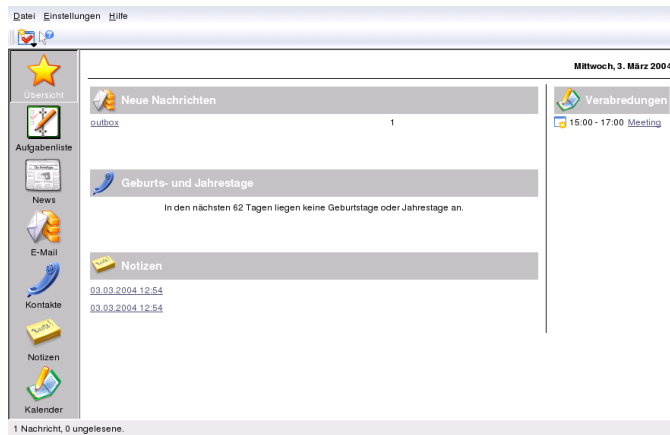 Datei Einstellungen Hilfe
Mittwoch, 3. März 2004
Übersicht
Aufgabenliste
News
E-Mail
Kontakte
Notizen
Kalender
Neue Nachrichten
outbox 1
Geburts- und Jahrestage
In den nächsten 62 Tagen liegen keine Geburtstage oder Jahrestage an.
Notizen
03.03.2004 12:54
03.03.2004 12:54
Verabredungen
15:00 - 17:00 Meeting
1 Nachricht, 0 ungelesene.